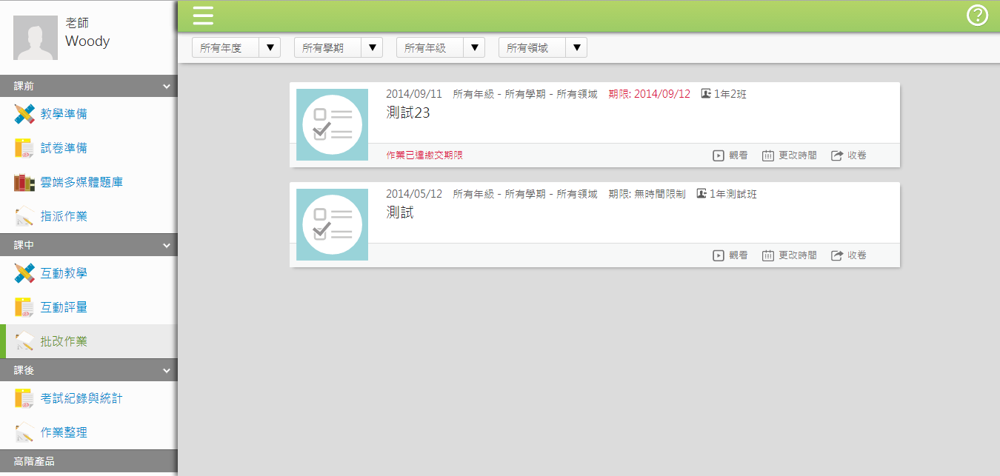 老師
Woody
課前
教學準備
試卷準備
雲端多媒體題庫
指派作業
課中
互動教學
互動評量
批改作業
課後
考試紀錄與統計
作業整理
高階產品
所有年度 所有學期 所有年級 所有領域
2014/09/11 所有年級 - 所有學期 - 所有領域 期限: 2014/09/12 1年2班
測試23
作業已達繳交期限 觀看 更改時間 收卷
2014/05/12 所有年級 - 所有學期 - 所有領域 期限: 無時間限制 1年測試班
測試
觀看 更改時間 收卷